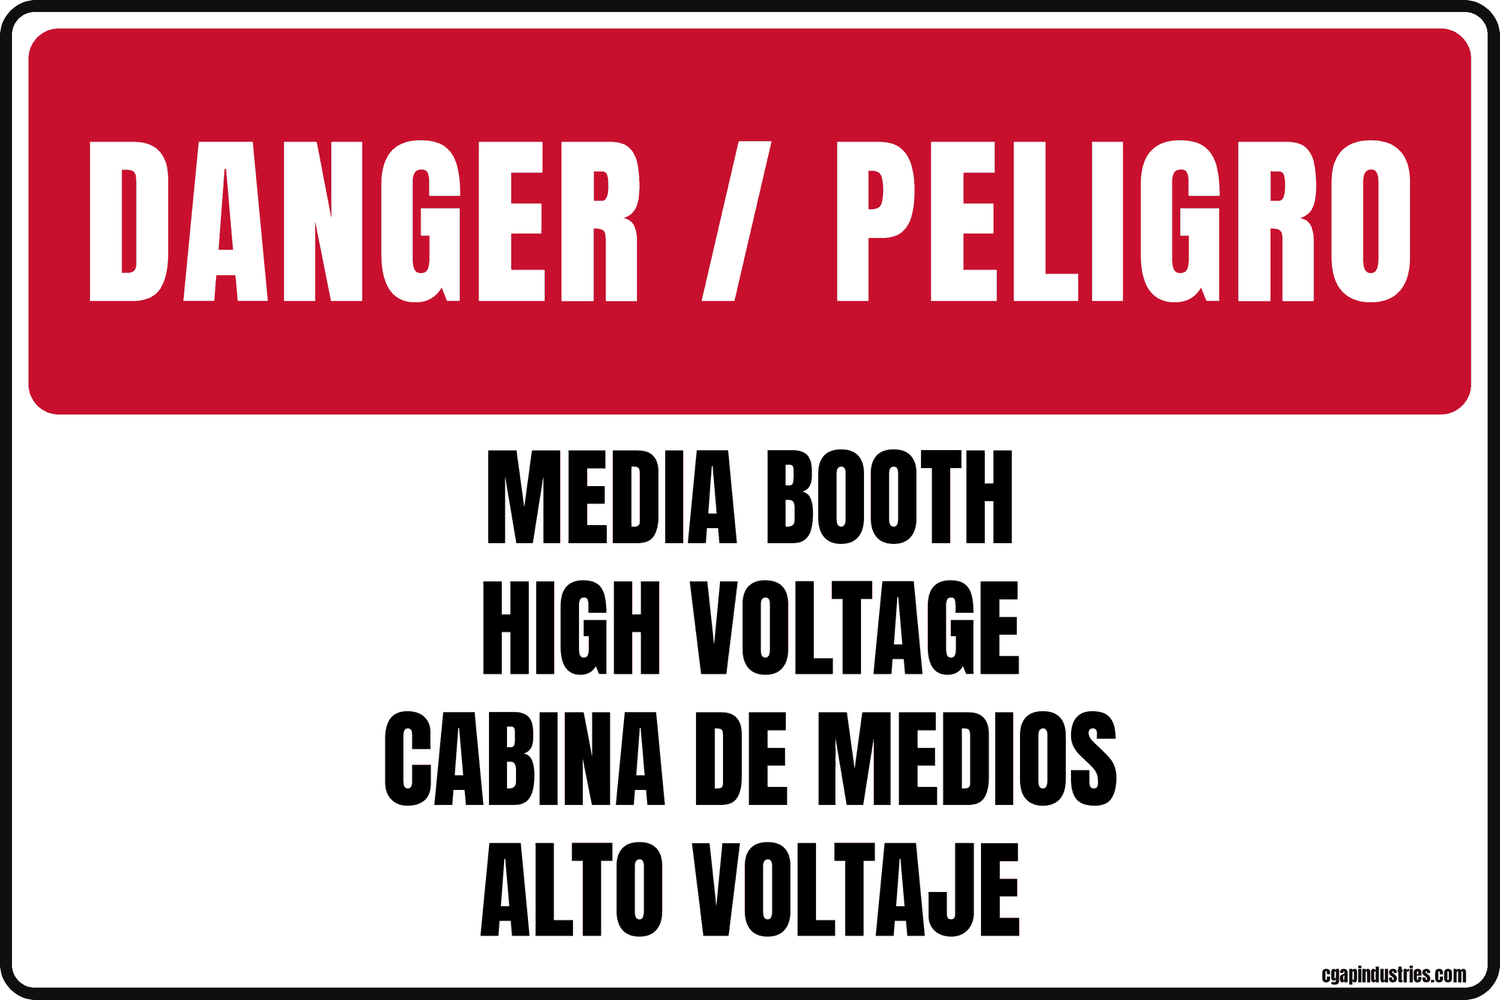 DANGER / PELIGRO
MEDIA BOOTH
HIGH VOLTAGE
CABINA DE MEDIOS
ALTO VOLTAJE
cgapindustries.com